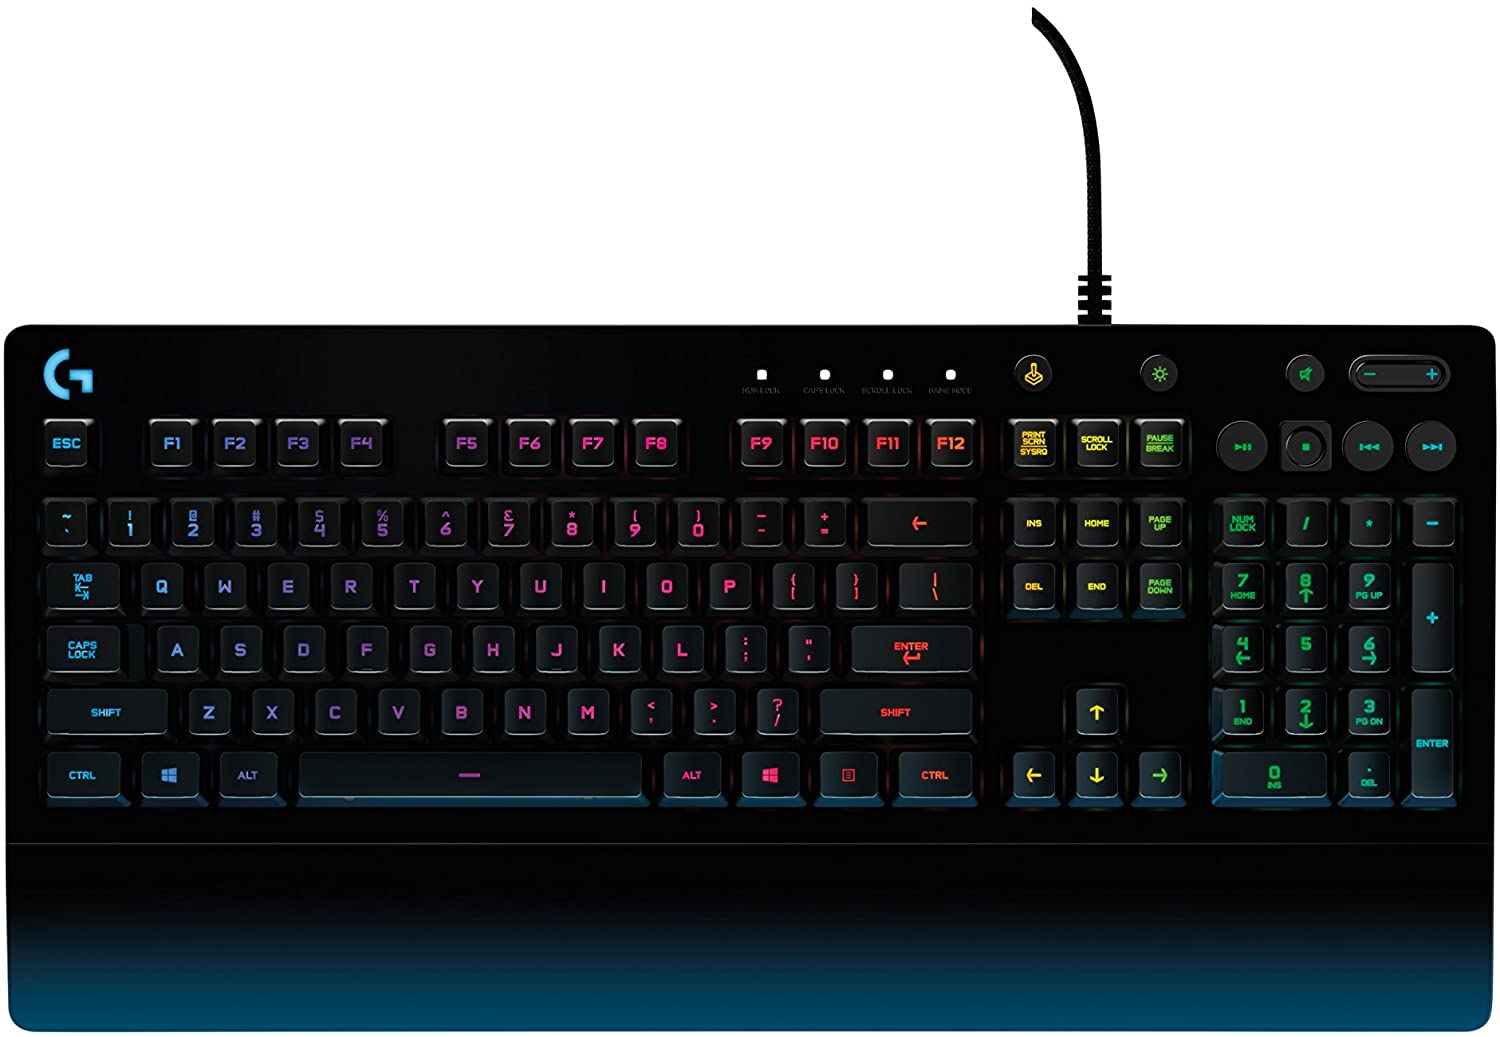 G
NUM LOCK CAPS LOCK SCROLL LOCK GAME MODE
- +
ESC F1 F2 F3 F4 F5 F6 F7 F8 F9 F10 F11 F12 PRINT SCRN SYSRQ SCROLL LOCK PAUSE BREAK
~ ! @ # $ % ^ & * ( ) - +
` 1 2 3 4 5 6 7 8 9 0 - = ← INS HOME PAGE UP NUM LOCK / * -
TAB Q W E R T Y U I O P { [ } ] | \ DEL END PAGE DOWN 7 HOME 8 ↑ 9 PG UP +
CAPS LOCK A S D F G H J K L : ; " ' ENTER 4 ← 5 6 →
SHIFT Z X C V B N M < , > . ? / SHIFT ↑ 1 END 2 ↓ 3 PG DN ENTER
CTRL ALT ALT CTRL ← ↓ → 0 INS . DEL